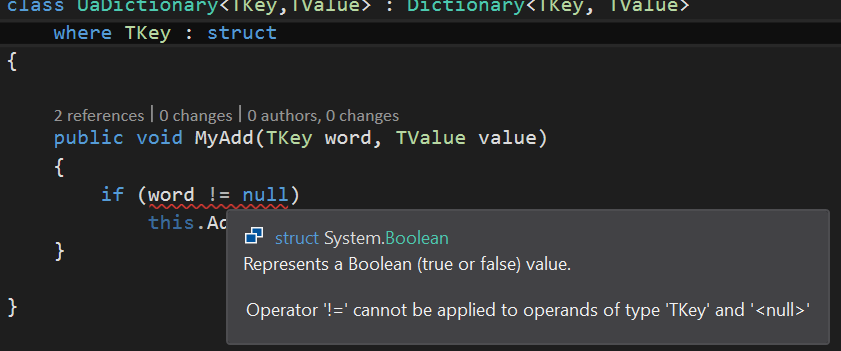 class UaDictionary<TKey,TValue> : Dictionary<TKey, TValue>
where TKey : struct
{
2 references | 0 changes | 0 authors, 0 changes
public void MyAdd(TKey word, TValue value)
{
if (word != null)
this.Ad
struct System.Boolean
Represents a Boolean (true or false) value.
Operator '!=' cannot be applied to operands of type 'TKey' and '<null>'
}
}